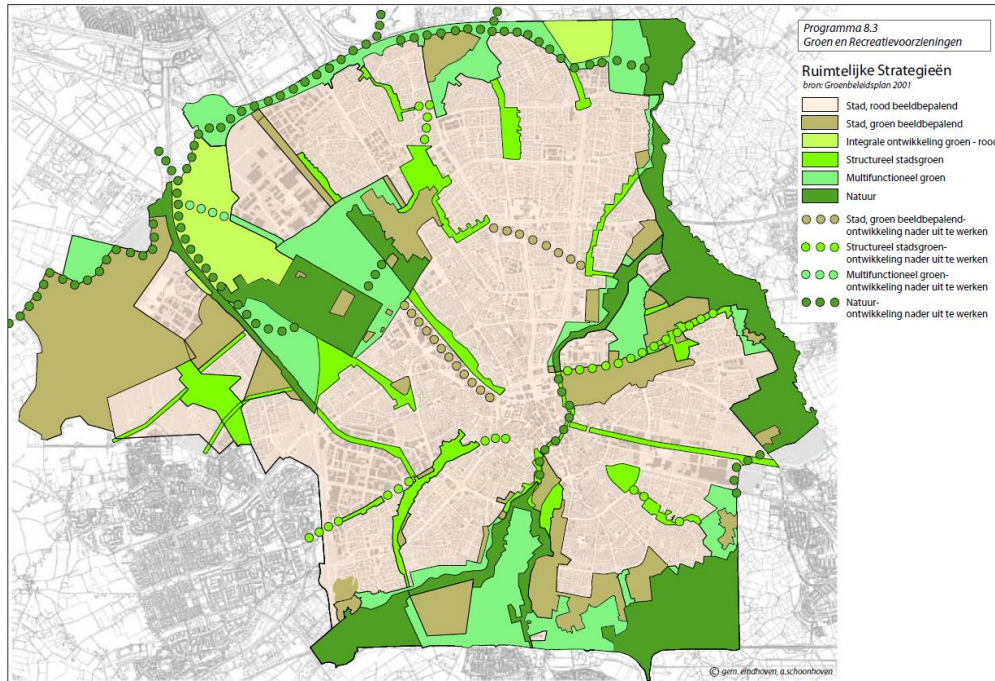 Programma 8.3
Groen en Recreatievoorzieningen
Ruimtelijke Strategieën
bron: Groenbeleidsplan 2001
Stad, rood beeldbepalend
Stad, groen beeldbepalend
Integrale ontwikkeling groen - rood
Structureel stadsgroen
Multifunctioneel groen
Natuur
Stad, groen beeldbepalend-
ontwikkeling nader uit te werken
Structureel stadsgroen-
ontwikkeling nader uit te werken
Multifunctioneel groen-
ontwikkeling nader uit te werken
Natuur-
ontwikkeling nader uit te werken
© gem. eindhoven, a.schoonhoven